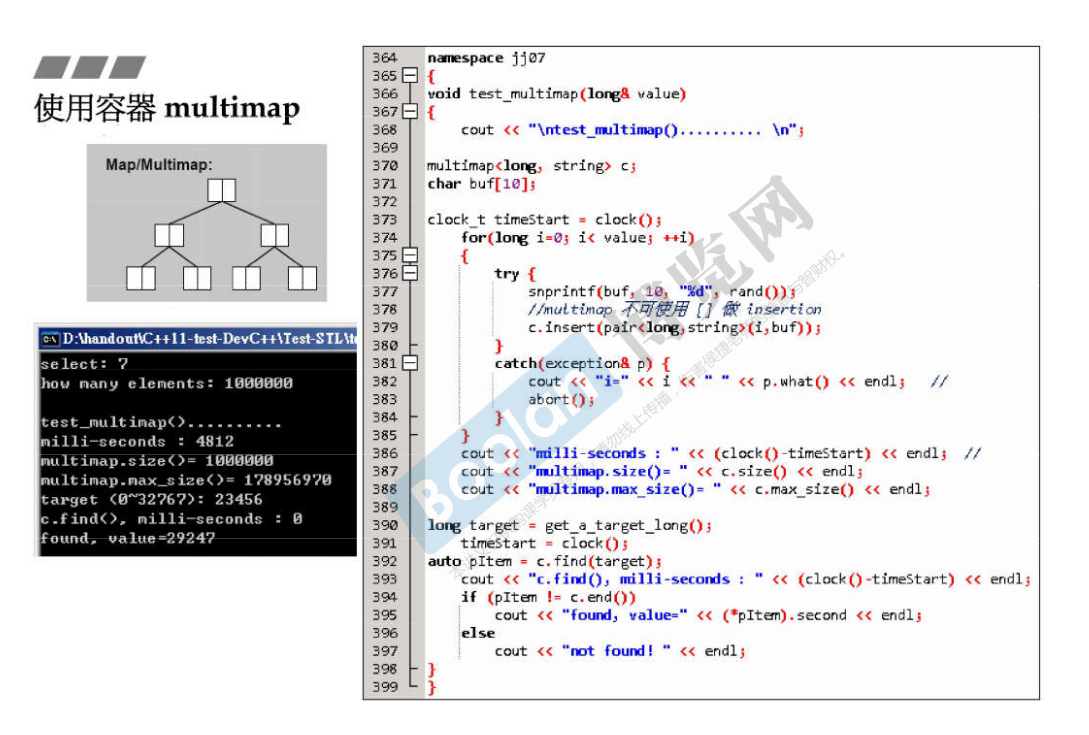 使用容器 multimap
Map/Multimap:
D:\handout\C++11-test-DevC++\Test-STL\te
select: 7
how many elements: 1000000
test_multimap()..........
milli-seconds : 4812
multimap.size()= 1000000
multimap.max_size()= 178956970
target (0~32767): 23456
c.find(), milli-seconds : 0
found, value=29247
364 namespace jj07
365 {
366 void test_multimap(long& value)
367 {
368 cout << "\ntest_multimap().......... \n";
369
370 multimap<long, string> c;
371 char buf[10];
372
373 clock_t timeStart = clock();
374 for(long i=0; i< value; ++i)
375 {
376 try {
377 snprintf(buf, 10, "%d", rand());
378 //multimap 不可使用 [] 做 insertion
379 c.insert(pair<long,string>(i,buf));
380 }
381 catch(exception& p) {
382 cout << "i=" << i << " " << p.what() << endl; //
383 abort();
384 }
385 }
386 cout << "milli-seconds : " << (clock()-timeStart) << endl; //
387 cout << "multimap.size()= " << c.size() << endl;
388 cout << "multimap.max_size()= " << c.max_size() << endl;
389
390 long target = get_a_target_long();
391 timeStart = clock();
392 auto pItem = c.find(target);
393 cout << "c.find(), milli-seconds : " << (clock()-timeStart) << endl;
394 if (pItem != c.end())
395 cout << "found, value=" << (*pItem).second << endl;
396 else
397 cout << "not found! " << endl;
398 }
399 }
Boolan 博览网